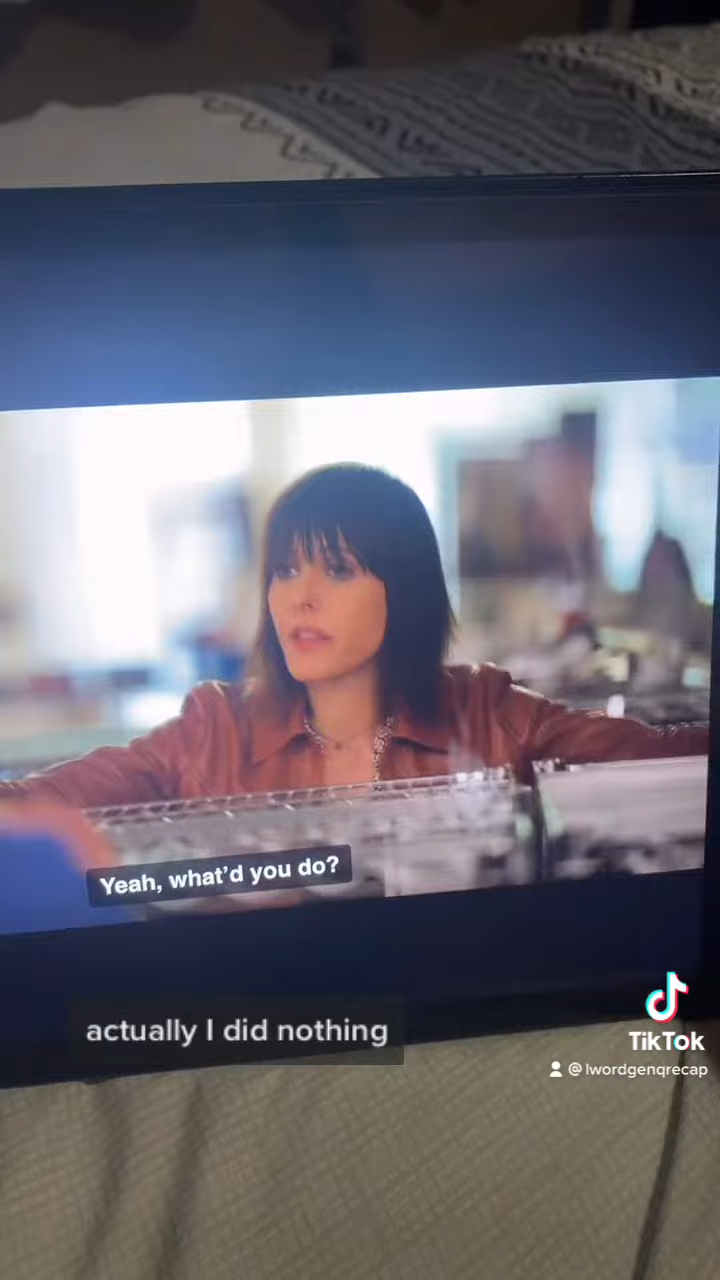 Yeah, what'd you do?
actually I did nothing
TikTok
@lwordgenqrecap